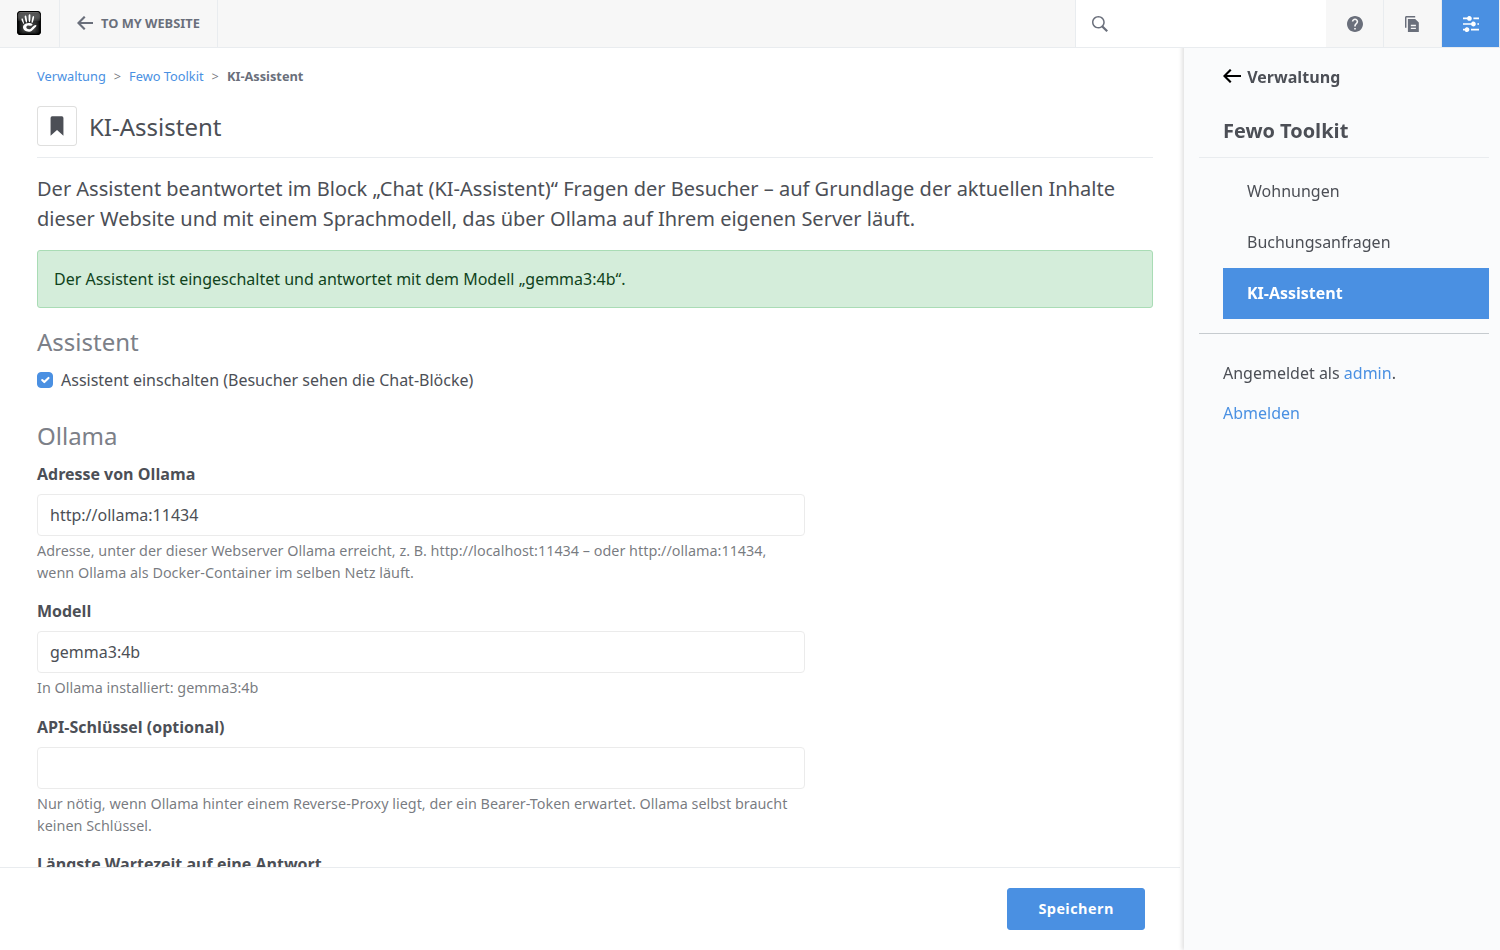 TO MY WEBSITE
Verwaltung > Fewo Toolkit > KI-Assistent
KI-Assistent
Der Assistent beantwortet im Block „Chat (KI-Assistent)“ Fragen der Besucher – auf Grundlage der aktuellen Inhalte
dieser Website und mit einem Sprachmodell, das über Ollama auf Ihrem eigenen Server läuft.
Der Assistent ist eingeschaltet und antwortet mit dem Modell „gemma3:4b“.
Assistent
Assistent einschalten (Besucher sehen die Chat-Blöcke)
Ollama
Adresse von Ollama
http://ollama:11434
Adresse, unter der dieser Webserver Ollama erreicht, z. B. http://localhost:11434 – oder http://ollama:11434,
wenn Ollama als Docker-Container im selben Netz läuft.
Modell
gemma3:4b
In Ollama installiert: gemma3:4b
API-Schlüssel (optional)
Nur nötig, wenn Ollama hinter einem Reverse-Proxy liegt, der ein Bearer-Token erwartet. Ollama selbst braucht
keinen Schlüssel.
Längste Wartezeit auf eine Antwort
Speichern
Verwaltung
Fewo Toolkit
Wohnungen
Buchungsanfragen
KI-Assistent
Angemeldet als admin.
Abmelden